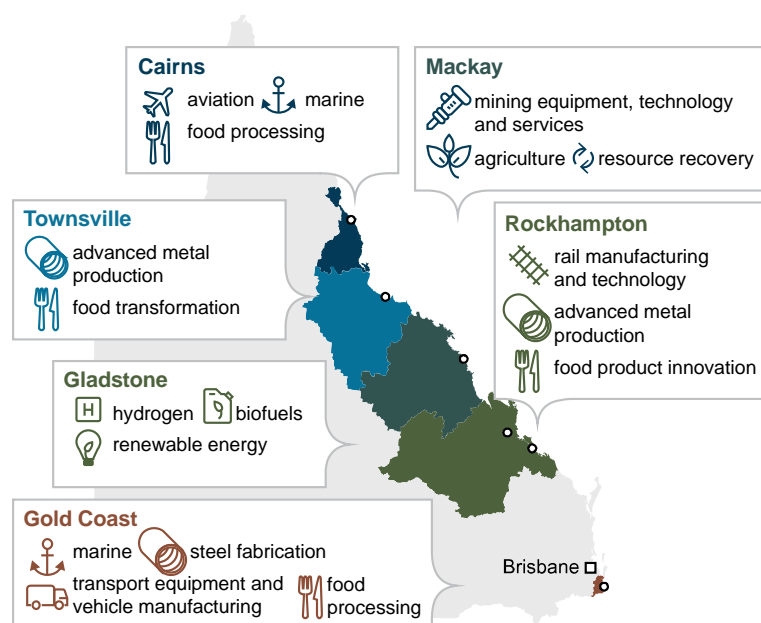 Cairns
aviation
marine
food processing
Mackay
mining equipment, technology
and services
agriculture
resource recovery
Townsville
advanced metal
production
food transformation
Rockhampton
rail manufacturing
and technology
advanced metal
production
food product innovation
Gladstone
H
hydrogen
biofuels
renewable energy
Gold Coast
marine
steel fabrication
transport equipment and
vehicle manufacturing
food
processing
Brisbane